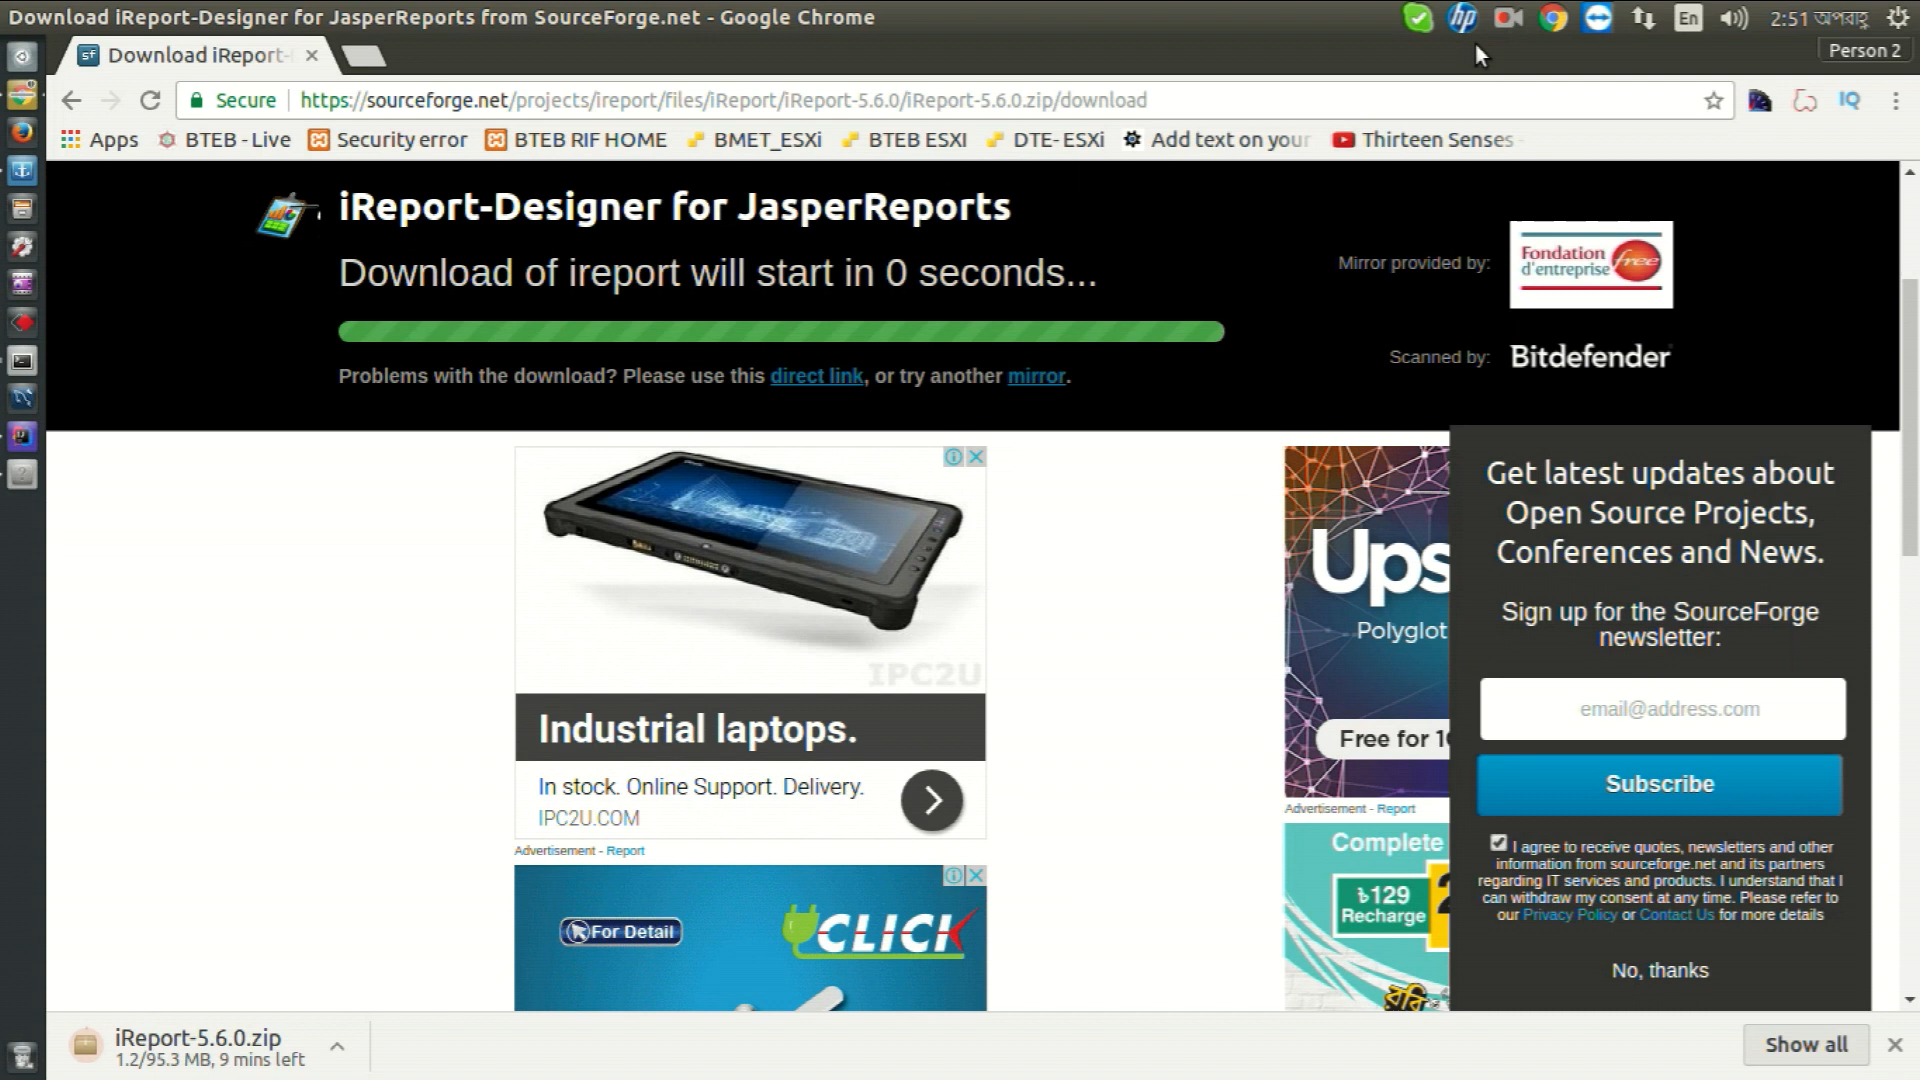 Download iReport-Designer for JasperReports from SourceForge.net - Google Chrome
En
2:51 অপরাহ্ণ
Download iReport-
Person 2
Secure
https://sourceforge.net/projects/ireport/files/iReport/iReport-5.6.0/iReport-5.6.0.zip/download
IQ
Apps
BTEB - Live
Security error
BTEB RIF HOME
BMET_ESXi
BTEB ESXI
DTE- ESXi
Add text on your
Thirteen Senses -
iReport-Designer for JasperReports
Download of ireport will start in 0 seconds...
Problems with the download? Please use this direct link, or try another mirror.
Mirror provided by:
Fondation
d'entreprise
free
Scanned by:
Bitdefender
IPC2U
Industrial laptops.
In stock. Online Support. Delivery.
IPC2U.COM
Advertisement - Report
For Detail
CLICK
Ups
Polyglot
Free for 1
Advertisement - Report
Complete
৳129
Recharge
2
রবি
Get latest updates about
Open Source Projects,
Conferences and News.
Sign up for the SourceForge
newsletter:
email@address.com
Subscribe
I agree to receive quotes, newsletters and other
information from sourceforge.net and its partners
regarding IT services and products. I understand that I
can withdraw my consent at any time. Please refer to
our Privacy Policy or Contact Us for more details
No, thanks
iReport-5.6.0.zip
1.2/95.3 MB, 9 mins left
Show all